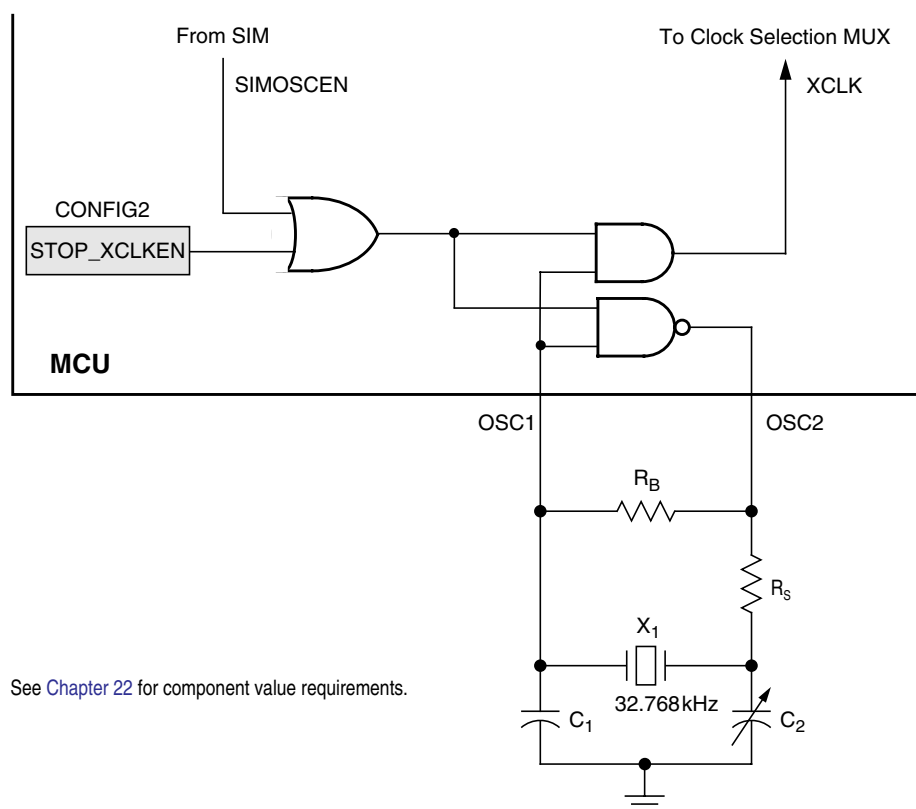 From SIM
To Clock Selection MUX
SIMOSCEN
XCLK
CONFIG2
STOP_XCLKEN
MCU
OSC1
OSC2
RB
RS
X1
32.768kHz
See Chapter 22 for component value requirements.
C1
C2